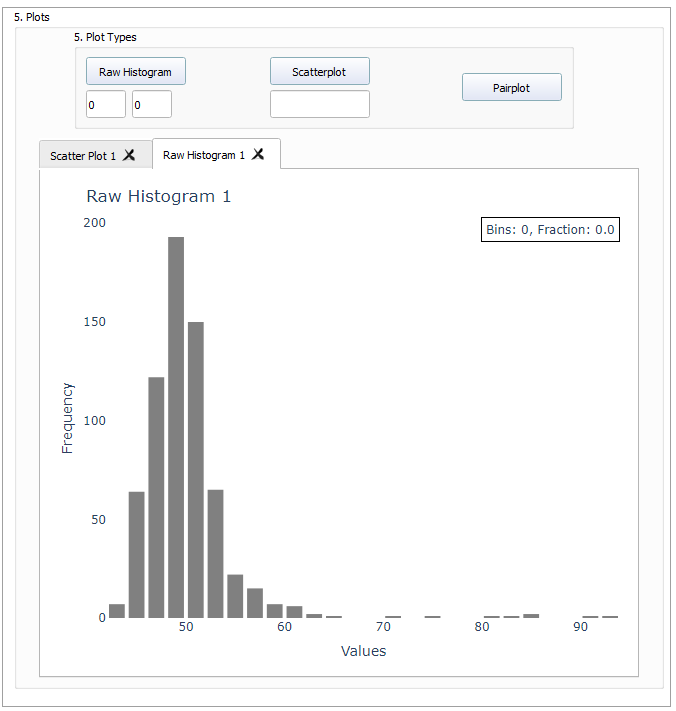 5. Plots
5. Plot Types
Raw Histogram
Scatterplot
Pairplot
0
0
Scatter Plot 1
Raw Histogram 1
Raw Histogram 1
Bins: 0, Fraction: 0.0
200
150
100
50
0
Frequency
50
60
70
80
90
Values